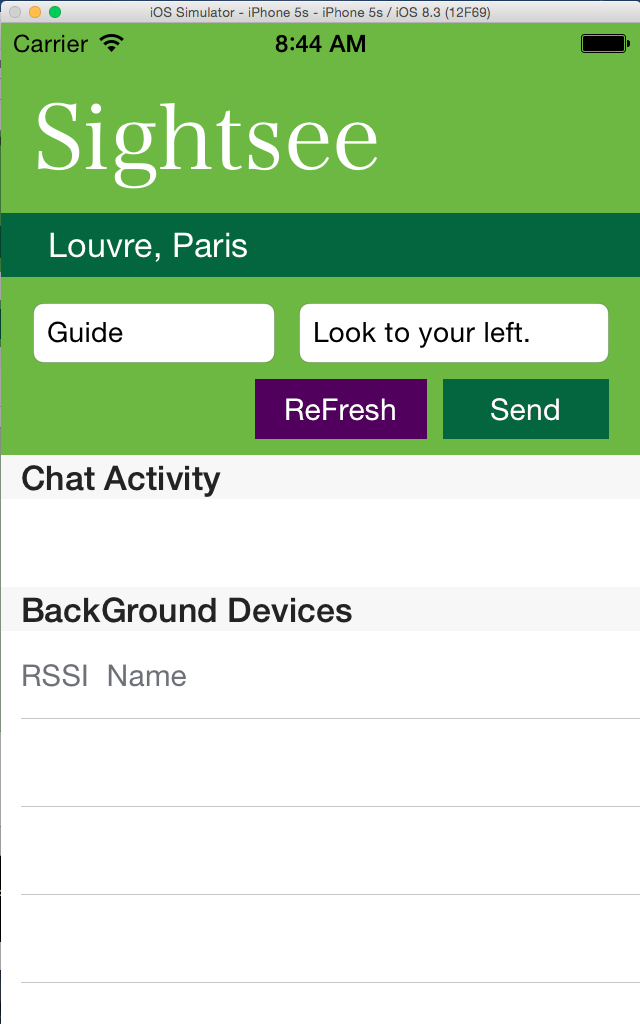 iOS Simulator - iPhone 5s - iPhone 5s / iOS 8.3 (12F69)
Carrier 8:44 AM
Sightsee
Louvre, Paris
Guide Look to your left.
ReFresh Send
Chat Activity
BackGround Devices
RSSI Name